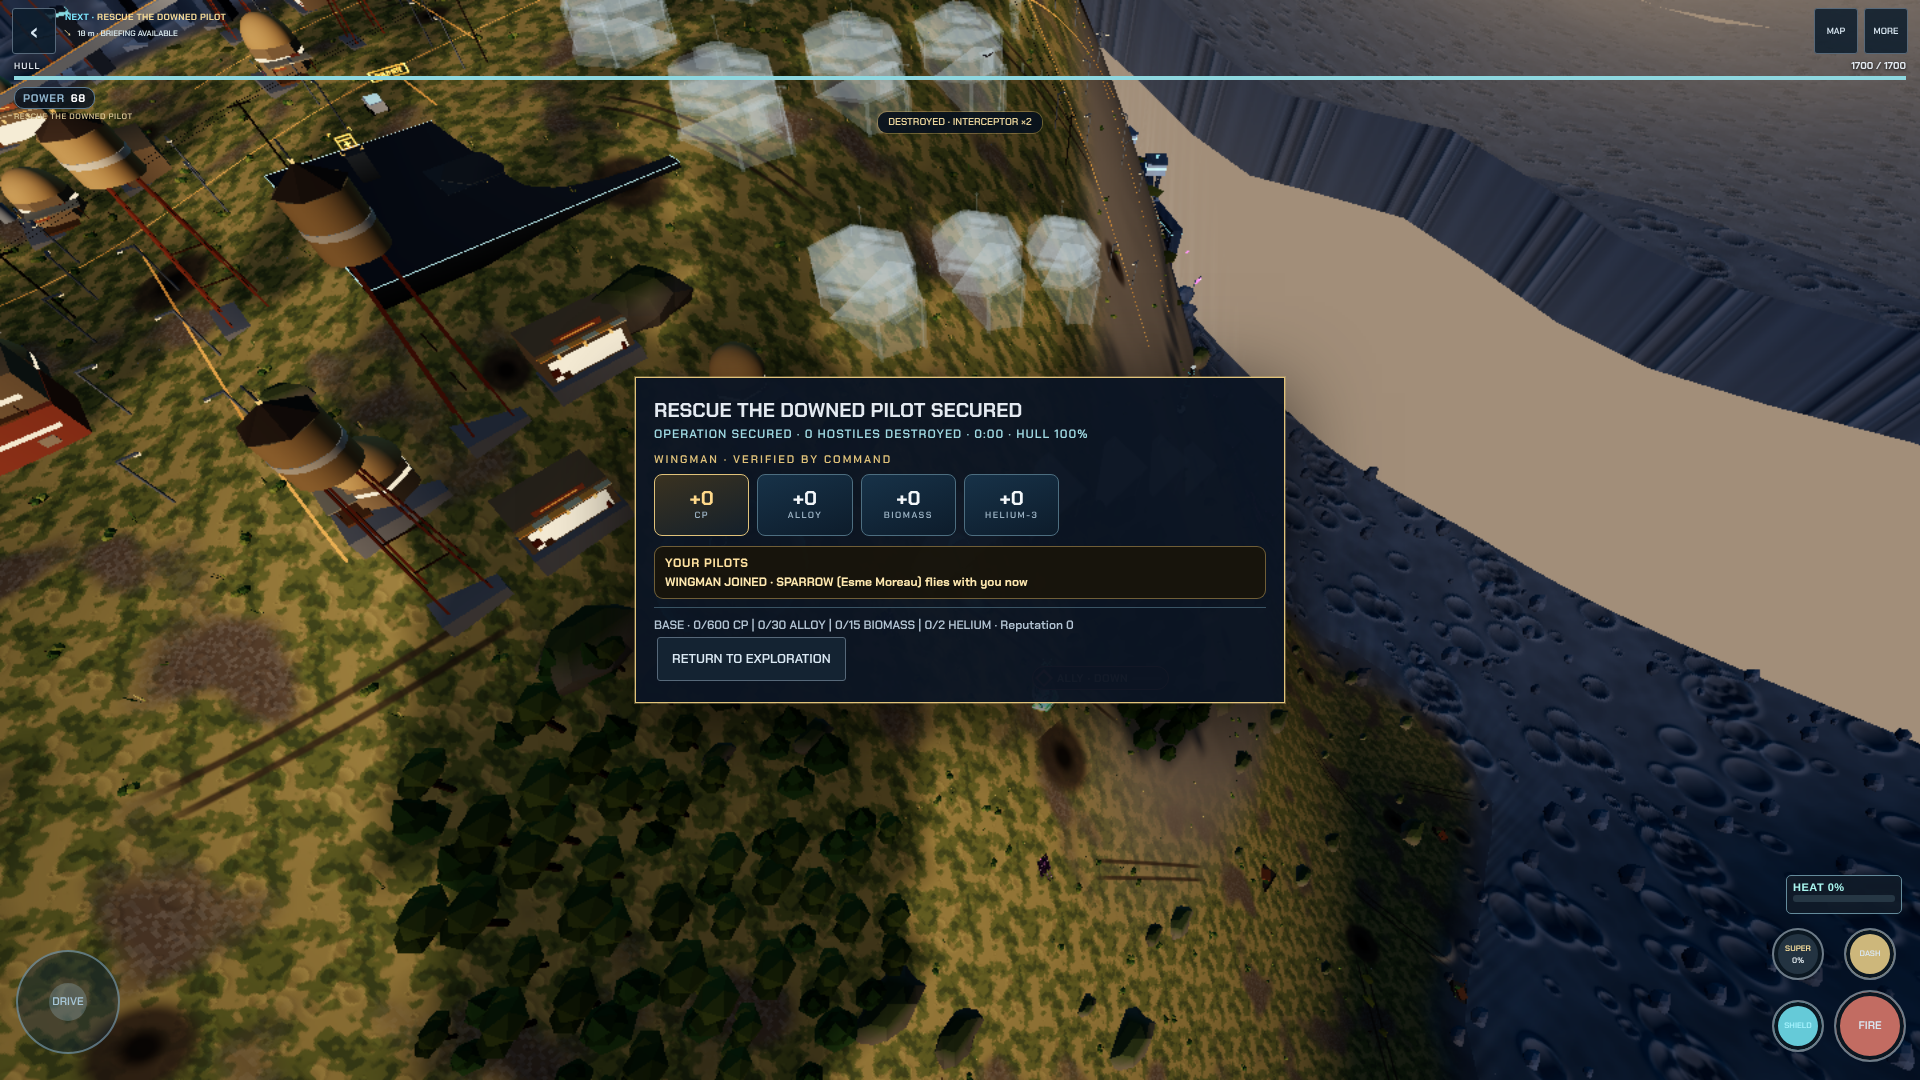 <
NEXT · RESCUE THE DOWNED PILOT
18 m · BRIEFING AVAILABLE
MAP
MORE
HULL
1700 / 1700
POWER 68
RESCUE THE DOWNED PILOT
DESTROYED · INTERCEPTOR ×2
RESCUE THE DOWNED PILOT SECURED
OPERATION SECURED · 0 HOSTILES DESTROYED · 0:00 · HULL 100%
WINGMAN · VERIFIED BY COMMAND
+0
CP
+0
ALLOY
+0
BIOMASS
+0
HELIUM-3
YOUR PILOTS
WINGMAN JOINED · SPARROW (Esme Moreau) flies with you now
BASE · 0/600 CP | 0/30 ALLOY | 0/15 BIOMASS | 0/2 HELIUM · Reputation 0
RETURN TO EXPLORATION
ALLY · DOWN
HEAT 0%
SUPER
0%
DASH
DRIVE
SHIELD
FIRE